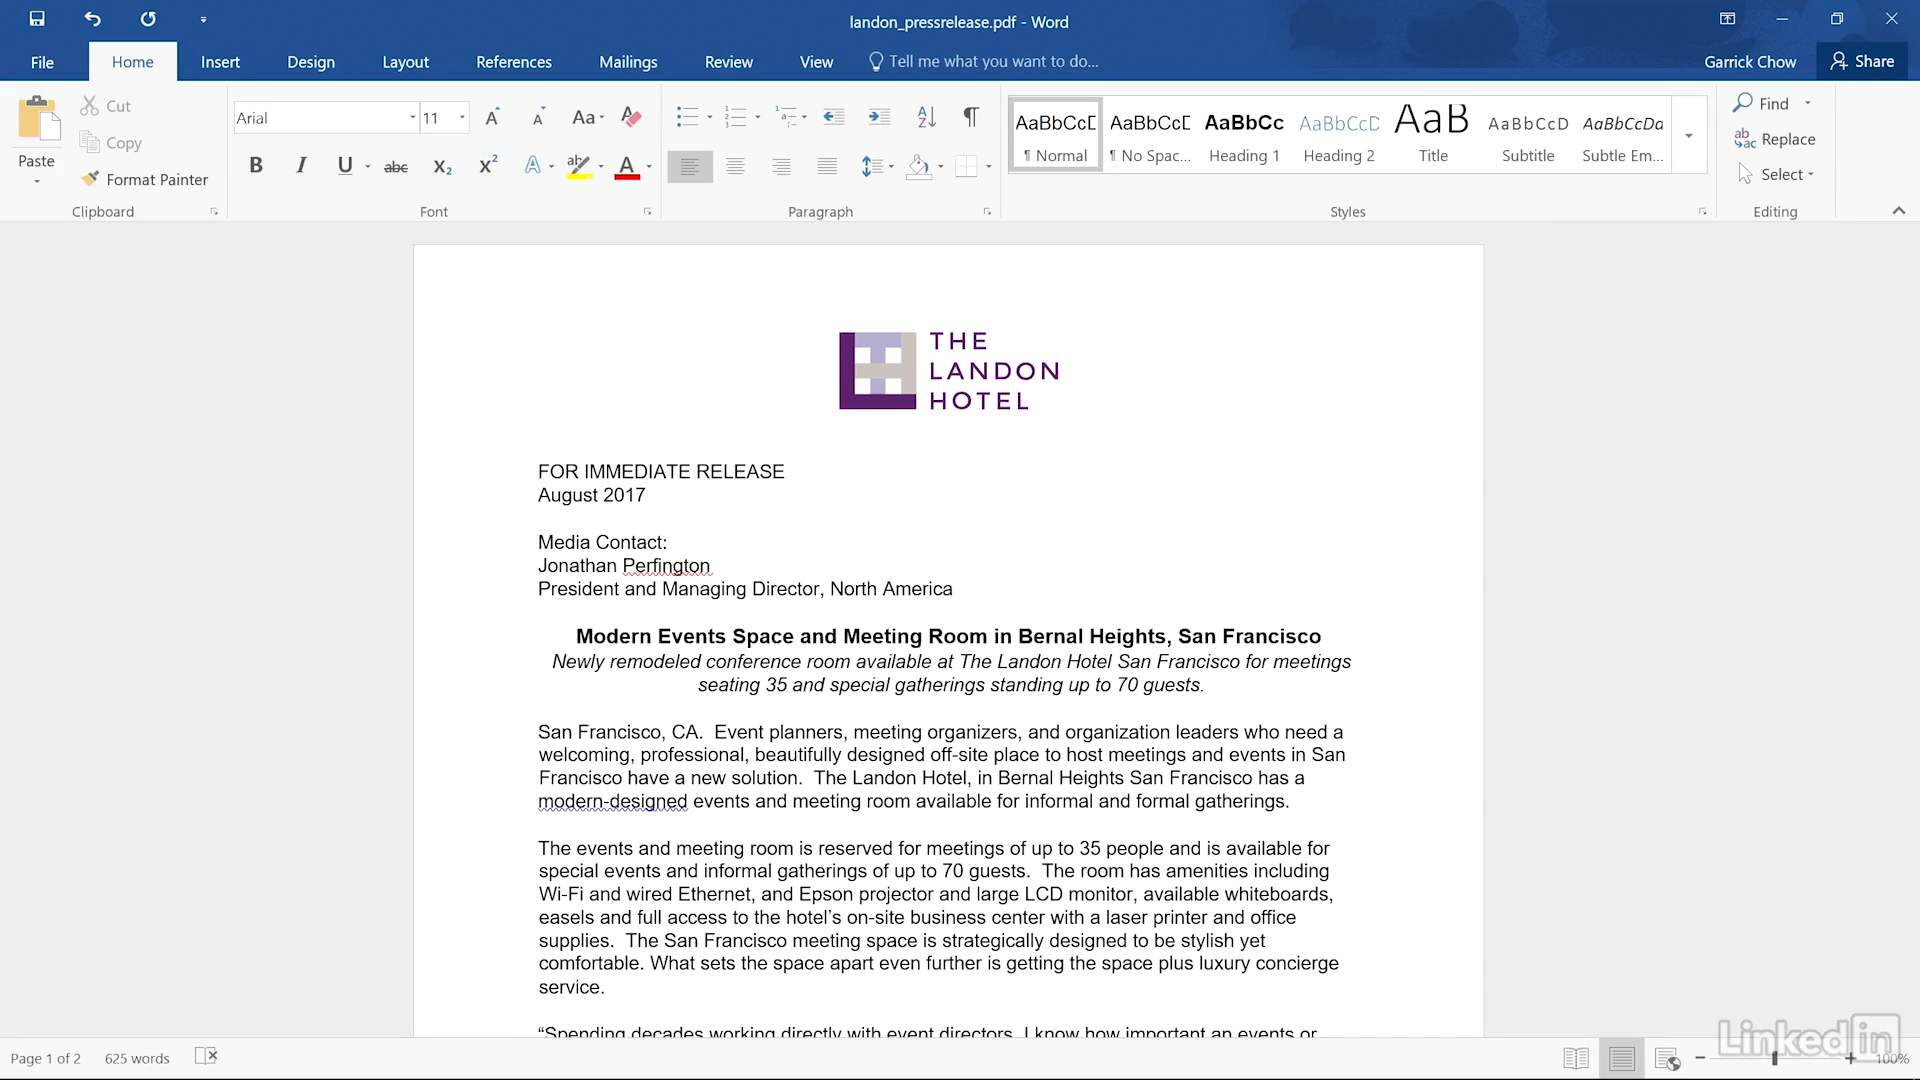 landon_pressrelease.pdf - Word
File Home Insert Design Layout References Mailings Review View Tell me what you want to do... Garrick Chow Share
Paste
Cut
Copy
Format Painter
Clipboard
Arial 11
Font
Paragraph
AaBbCcD AaBbCcD AaBbCc AaBbCcD AaB AaBbCcD AaBbCcDa
¶ Normal ¶ No Spac... Heading 1 Heading 2 Title Subtitle Subtle Em...
Styles
Find
Replace
Select
Editing
THE
LANDON
HOTEL
FOR IMMEDIATE RELEASE
August 2017
Media Contact:
Jonathan Perfington
President and Managing Director, North America
Modern Events Space and Meeting Room in Bernal Heights, San Francisco
Newly remodeled conference room available at The Landon Hotel San Francisco for meetings
seating 35 and special gatherings standing up to 70 guests.
San Francisco, CA.  Event planners, meeting organizers, and organization leaders who need a
welcoming, professional, beautifully designed off-site place to host meetings and events in San
Francisco have a new solution.  The Landon Hotel, in Bernal Heights San Francisco has a
modern-designed events and meeting room available for informal and formal gatherings.
The events and meeting room is reserved for meetings of up to 35 people and is available for
special events and informal gatherings of up to 70 guests.  The room has amenities including
Wi-Fi and wired Ethernet, and Epson projector and large LCD monitor, available whiteboards,
easels and full access to the hotel's on-site business center with a laser printer and office
supplies.  The San Francisco meeting space is strategically designed to be stylish yet
comfortable. What sets the space apart even further is getting the space plus luxury concierge
service.
“Spending decades working directly with event directors, I know how important an events or
Page 1 of 2 625 words 100%
LinkedIn